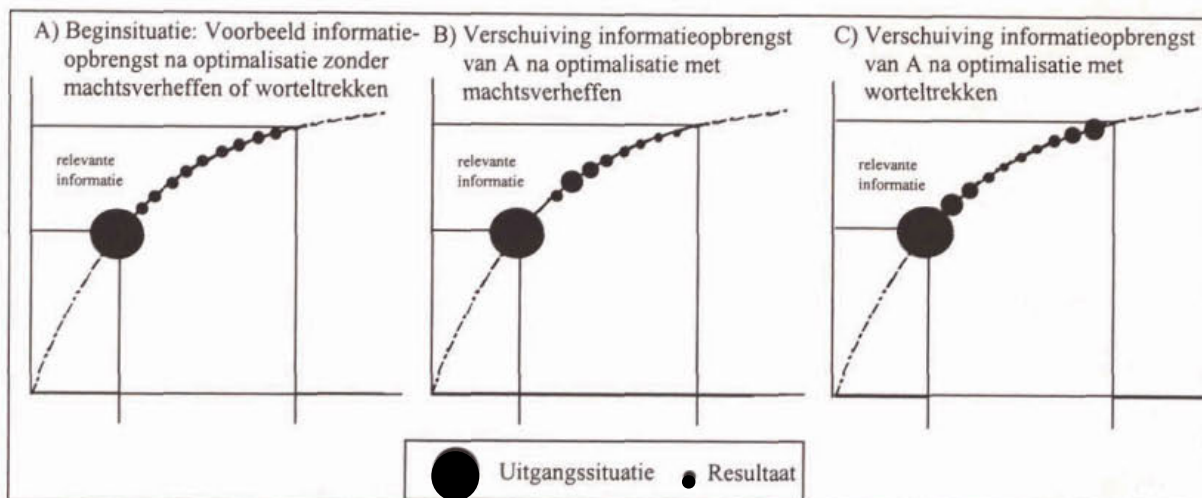 A) Beginsituatie: Voorbeeld informatie-
opbrengst na optimalisatie zonder
machtsverheffen of worteltrekken
relevante
informatie
B) Verschuiving informatieopbrengst
van A na optimalisatie met
machtsverheffen
relevante
informatie
C) Verschuiving informatieopbrengst
van A na optimalisatie met
worteltrekken
relevante
informatie
Uitgangssituatie
Resultaat